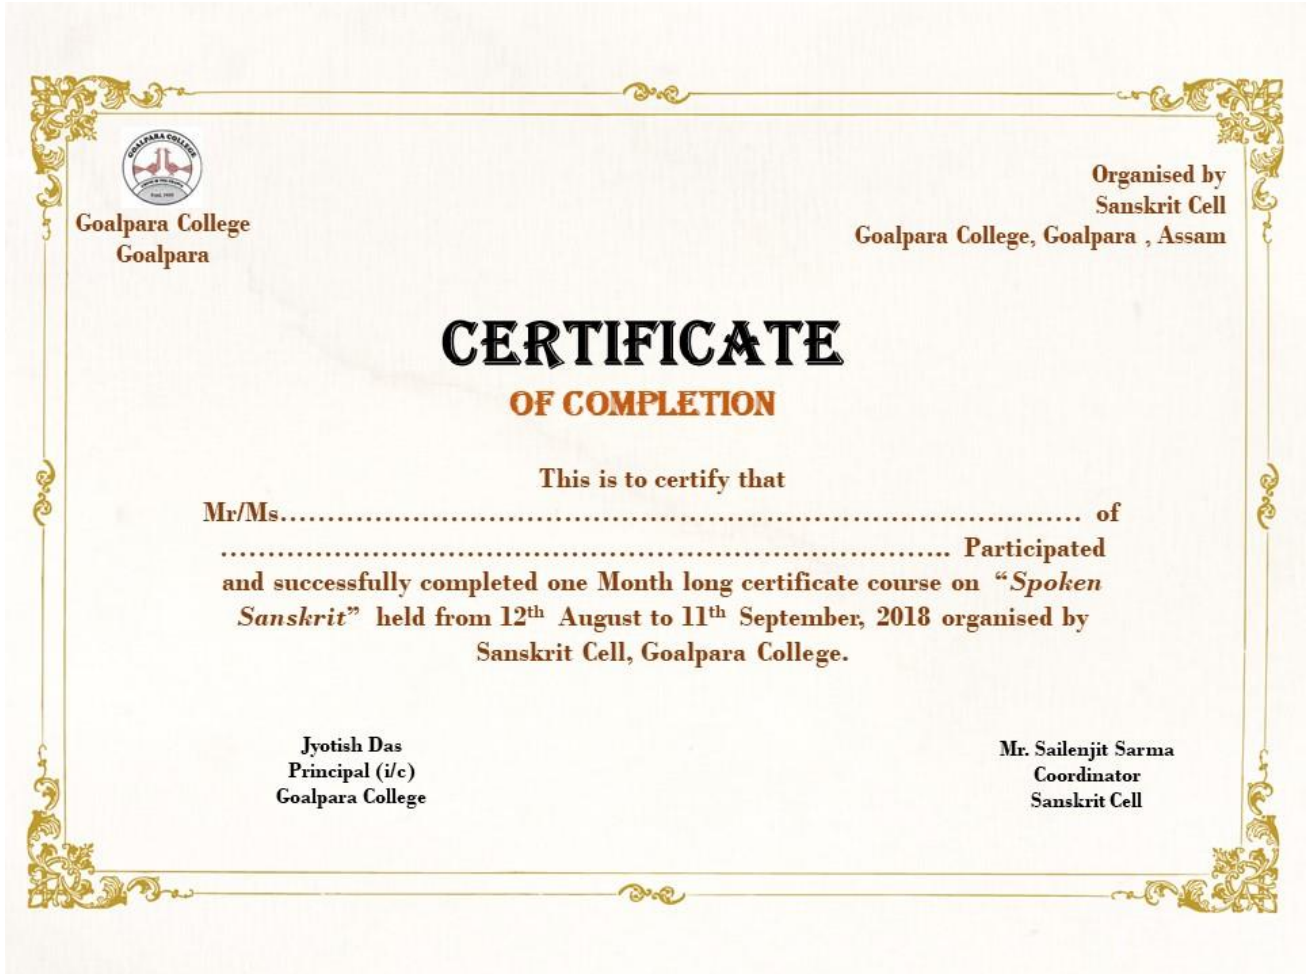 GOALPARA COLLEGE
Goalpara College
Goalpara
Organised by
Sanskrit Cell
Goalpara College, Goalpara , Assam
CERTIFICATE
OF COMPLETION
This is to certify that
Mr/Ms.………………………………………………………………………… of
………………………………………………………………….. Participated
and successfully completed one Month long certificate course on “Spoken
Sanskrit” held from 12th August to 11th September, 2018 organised by
Sanskrit Cell, Goalpara College.
Jyotish Das
Principal (i/c)
Goalpara College
Mr. Sailenjit Sarma
Coordinator
Sanskrit Cell